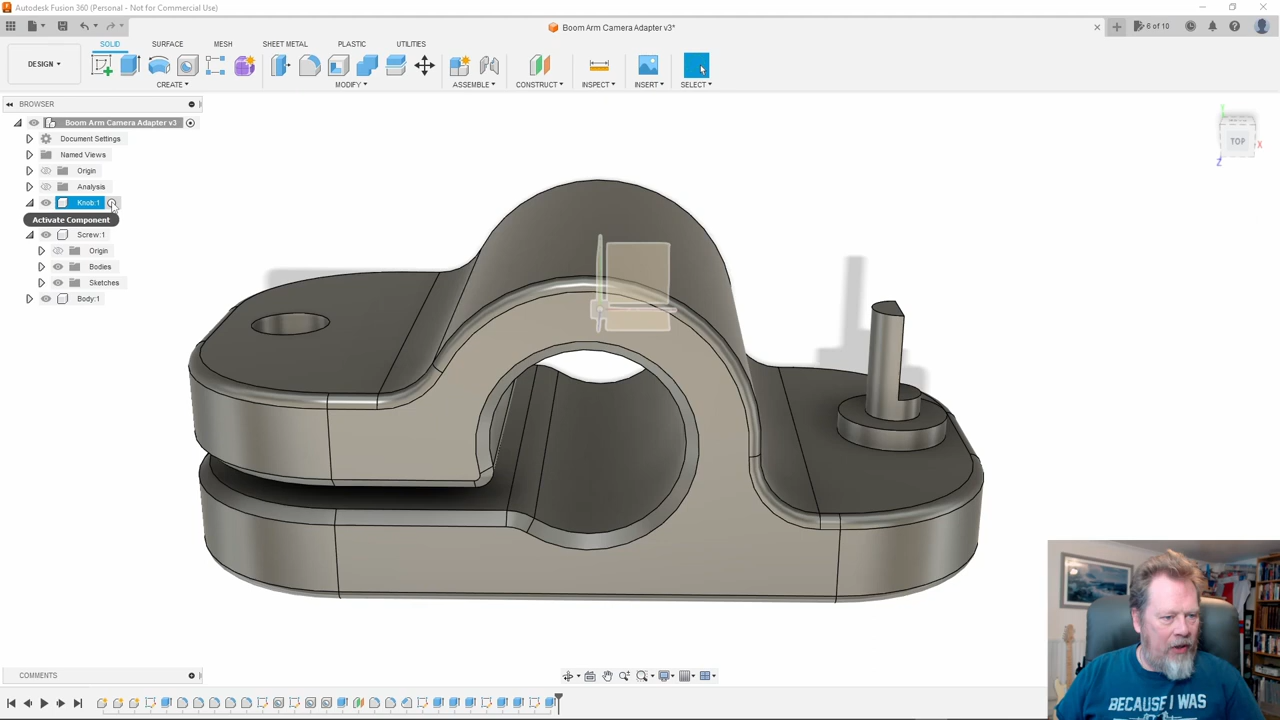 Autodesk Fusion 360 (Personal - Not for Commercial Use)
Boom Arm Camera Adapter v3*
6 of 10
SOLID SURFACE MESH SHEET METAL PLASTIC UTILITIES
DESIGN
CREATE MODIFY ASSEMBLE CONSTRUCT INSPECT INSERT SELECT
BROWSER
Boom Arm Camera Adapter v3
Document Settings
Named Views
Origin
Analysis
Knob:1
Activate Component
Screw:1
Origin
Bodies
Sketches
Body:1
TOP
X
Z
BECAUSE I WAS
COMMENTS